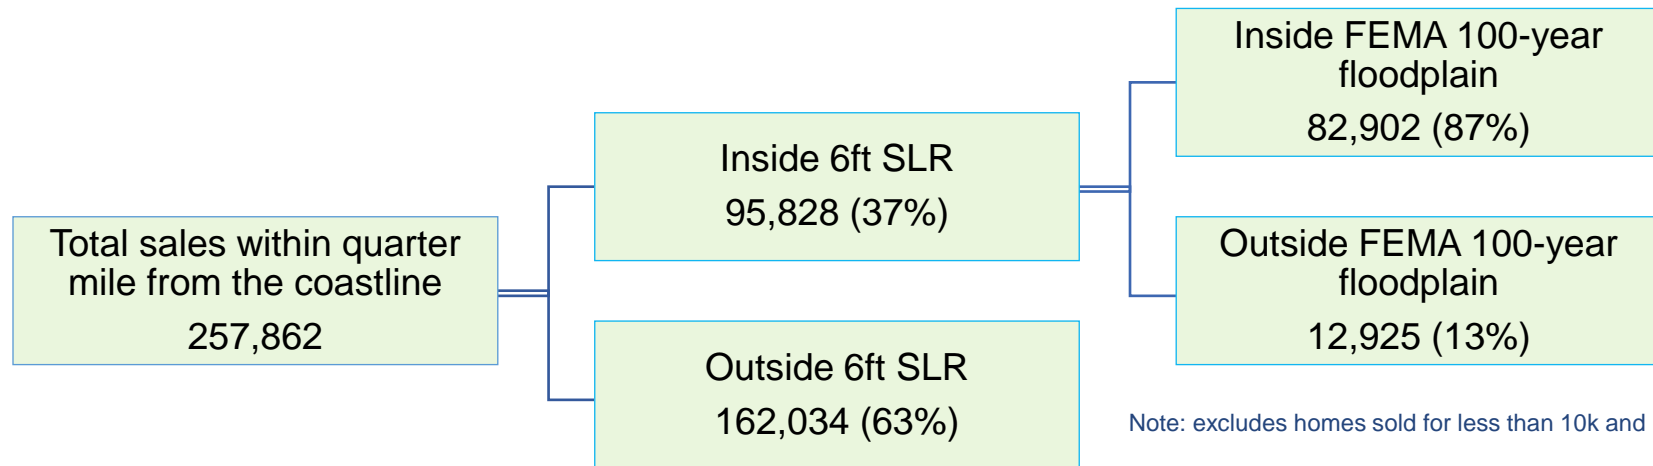 Total sales within quarter
mile from the coastline
257,862
Inside 6ft SLR
95,828 (37%)
Outside 6ft SLR
162,034 (63%)
Inside FEMA 100-year
floodplain
82,902 (87%)
Outside FEMA 100-year
floodplain
12,925 (13%)
Note: excludes homes sold for less than 10k and